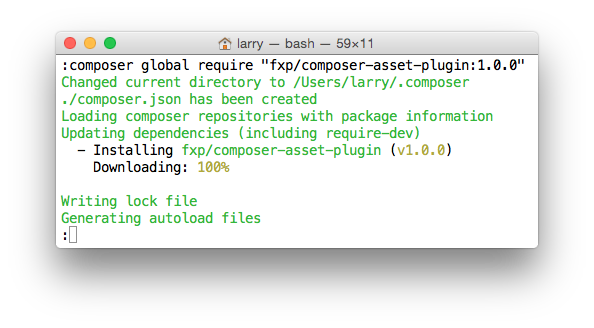 larry — bash — 59×11
:composer global require "fxp/composer-asset-plugin:1.0.0"
Changed current directory to /Users/larry/.composer
./composer.json has been created
Loading composer repositories with package information
Updating dependencies (including require-dev)
  - Installing fxp/composer-asset-plugin (v1.0.0)
    Downloading: 100%
Writing lock file
Generating autoload files
: